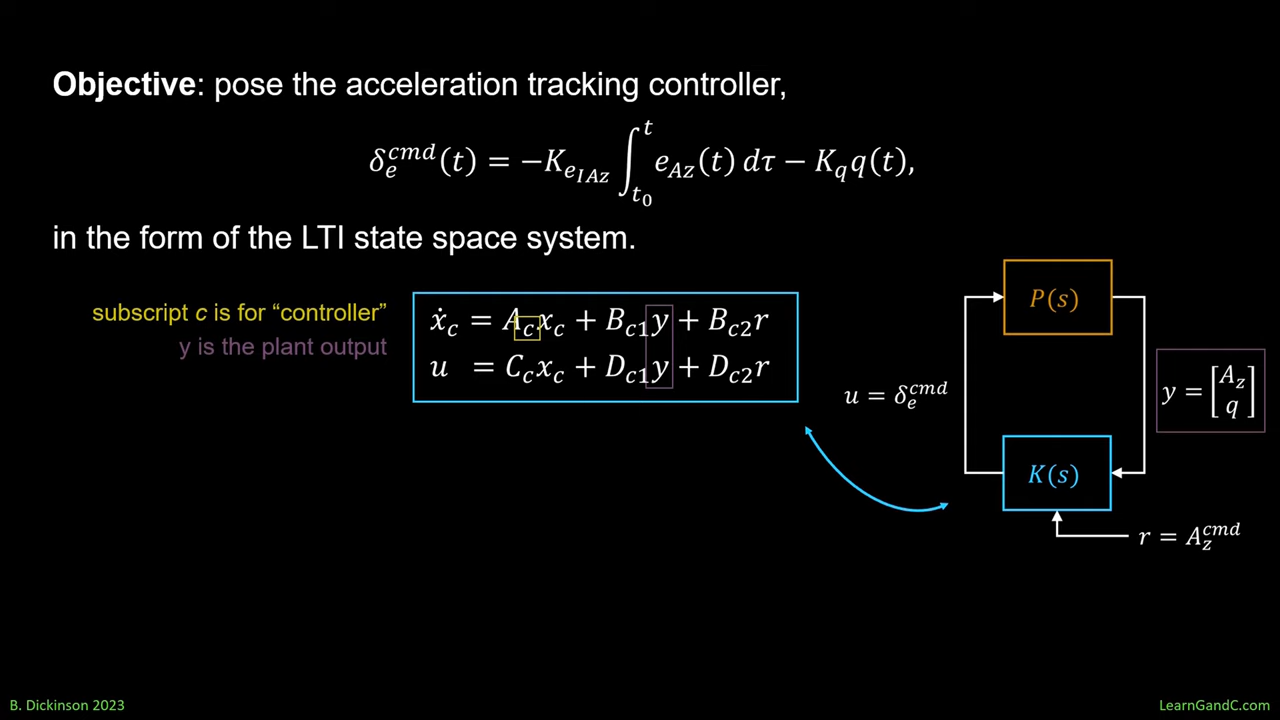 Objective: pose the acceleration tracking controller,
δ_e^{cmd}(t) = −K_{e_{IAz}} ∫_{t_0}^{t} e_{Az}(t) dτ − K_q q(t),
in the form of the LTI state space system.
subscript c is for “controller”
y is the plant output
ẋ_c = A_c x_c + B_{c1} y + B_{c2} r
u = C_c x_c + D_{c1} y + D_{c2} r
P(s)
u = δ_e^{cmd}
y = [A_z q]
K(s)
r = A_z^{cmd}
B. Dickinson 2023
LearnGandC.com